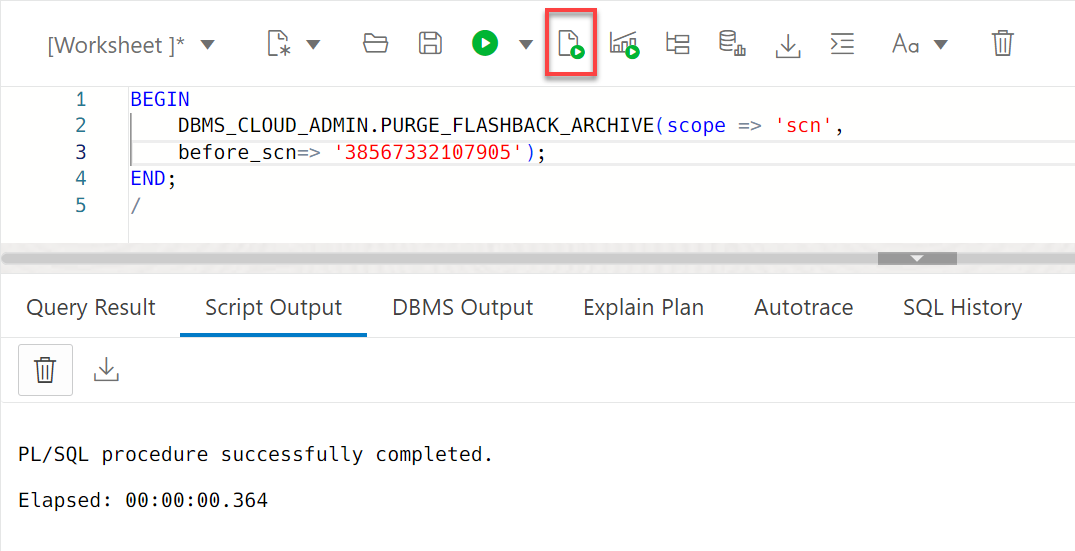 [Worksheet ]*
Aa
1 BEGIN
2 DBMS_CLOUD_ADMIN.PURGE_FLASHBACK_ARCHIVE(scope => 'scn',
3 before_scn=> '38567332107905');
4 END;
5 /
Query Result Script Output DBMS Output Explain Plan Autotrace SQL History
PL/SQL procedure successfully completed.
Elapsed: 00:00:00.364